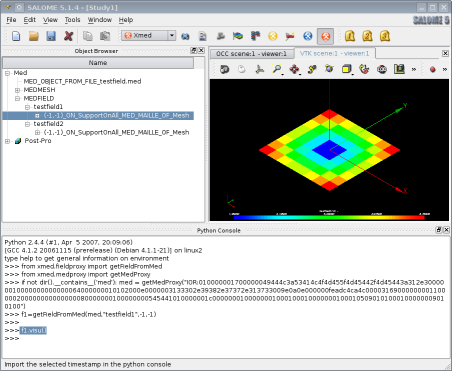 SALOME 5.1.4 - [Study1]
File Edit View Tools Window Help
SALOME 5
Xmed
Object Browser
Name
Med
MED_OBJECT_FROM_FILE_testfield.med
MEDMESH
MEDFIELD
testfield1
(-1,-1)_ON_SupportOnAll_MED_MAILLE_OF_Mesh
testfield2
(-1,-1)_ON_SupportOnAll_MED_MAILLE_OF_Mesh
Post-Pro
OCC scene:1 - viewer:1 VTK scene:1 - viewer:1
Y
X
Python Console
Python 2.4.4 (#1, Apr 5 2007, 20:09:06)
[GCC 4.1.2 20061115 (prerelease) (Debian 4.1.1-21)] on linux2
type help to get general information on environment
>>> from xmed.fieldproxy import getFieldFromMed
>>> from xmed.medproxy import getMedProxy
>>> if not dir().__contains__('med'): med = getMedProxy(
>>> f1=getFieldFromMed(med,"testfield1",-1,-1)
>>>
>>> f1.visu()
>>>
Import the selected timestamp in the python console